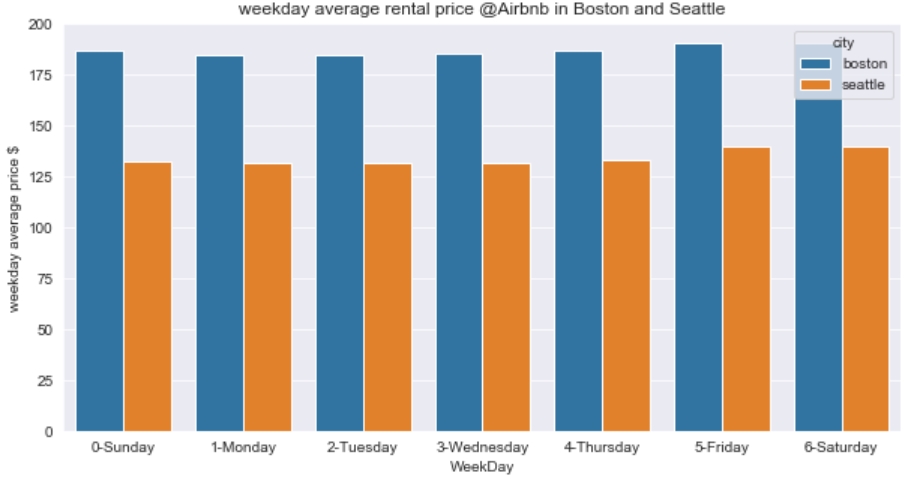 weekday average rental price @Airbnb in Boston and Seattle
weekday average price $
200
175
150
125
100
75
50
25
0
city
boston
seattle
0-Sunday 1-Monday 2-Tuesday 3-Wednesday 4-Thursday 5-Friday 6-Saturday
WeekDay